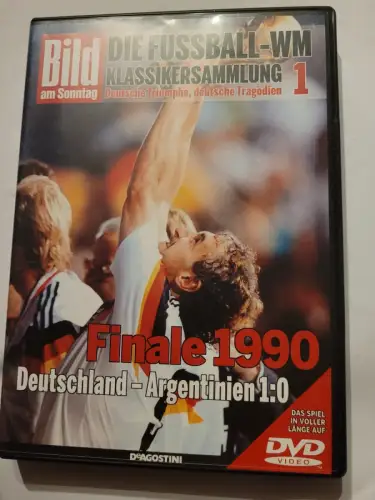 Bild
am Sonntag
DIE FUSSBALL-WM
KLASSIKERSAMMLUNG 1
Deutsche Triumphe, deutsche Tragödien
Finale 1990
Deutschland - Argentinien 1:0
DAS SPIEL
IN VOLLER
LÄNGE AUF
DVD
VIDEO
DeAGOSTINI